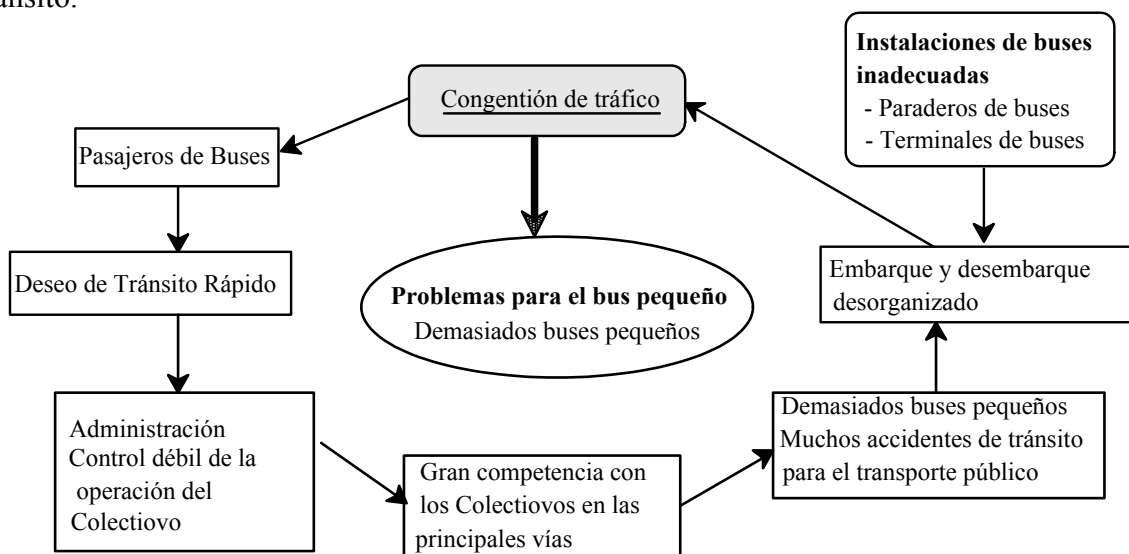 Instalaciones de buses
inadecuadas
- Paraderos de buses
- Terminales de buses
Congentión de tráfico
Pasajeros de Buses
Deseo de Tránsito Rápido
Problemas para el bus pequeño
Demasiados buses pequeños
Embarque y desembarque
desorganizado
Administración
Control débil de la
operación del
Colectiovo
Gran competencia con
los Colectiovos en las
principales vías
Demasiados buses pequeños
Muchos accidentes de tránsito
para el transporte público